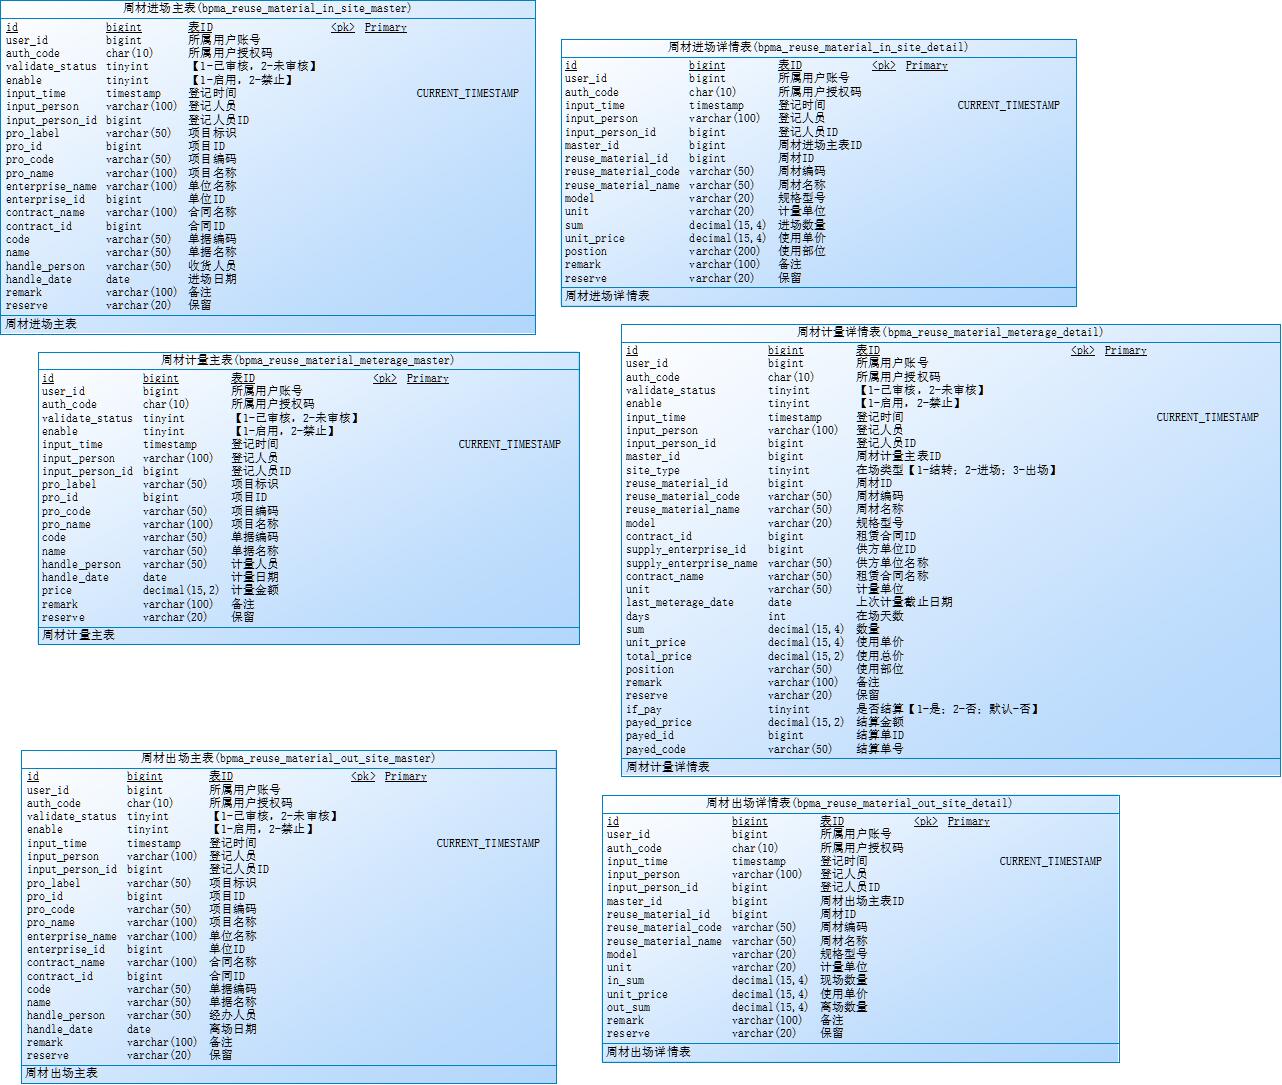 周材进场主表(bpma_reuse_material_in_site_master)
id bigint 表ID <pk> Primary
user_id bigint 所属用户账号
auth_code char(10) 所属用户授权码
validate_status tinyint 【1-已审核，2-未审核】
enable tinyint 【1-启用，2-禁止】
input_time timestamp 登记时间 CURRENT_TIMESTAMP
input_person varchar(100) 登记人员
input_person_id bigint 登记人员ID
pro_label varchar(50) 项目标识
pro_id bigint 项目ID
pro_code varchar(50) 项目编码
pro_name varchar(100) 项目名称
enterprise_name varchar(100) 单位名称
enterprise_id bigint 单位ID
contract_name varchar(100) 合同名称
contract_id bigint 合同ID
code varchar(50) 单据编码
name varchar(50) 单据名称
handle_person varchar(50) 收货人员
handle_date date 进场日期
remark varchar(100) 备注
reserve varchar(20) 保留
周材进场主表
周材进场详情表(bpma_reuse_material_in_site_detail)
id bigint 表ID <pk> Primary
user_id bigint 所属用户账号
auth_code char(10) 所属用户授权码
input_time timestamp 登记时间 CURRENT_TIMESTAMP
input_person varchar(100) 登记人员
input_person_id bigint 登记人员ID
master_id bigint 周材进场主表ID
reuse_material_id bigint 周材ID
reuse_material_code varchar(50) 周材编码
reuse_material_name varchar(50) 周材名称
model varchar(20) 规格型号
unit varchar(20) 计量单位
sum decimal(15,4) 进场数量
unit_price decimal(15,4) 使用单价
postion varchar(200) 使用部位
remark varchar(100) 备注
reserve varchar(20) 保留
周材进场详情表
周材计量主表(bpma_reuse_material_meterage_master)
id bigint 表ID <pk> Primary
user_id bigint 所属用户账号
auth_code char(10) 所属用户授权码
validate_status tinyint 【1-已审核，2-未审核】
enable tinyint 【1-启用，2-禁止】
input_time timestamp 登记时间 CURRENT_TIMESTAMP
input_person varchar(100) 登记人员
input_person_id bigint 登记人员ID
pro_label varchar(50) 项目标识
pro_id bigint 项目ID
pro_code varchar(50) 项目编码
pro_name varchar(100) 项目名称
code varchar(50) 单据编码
name varchar(50) 单据名称
handle_person varchar(50) 计量人员
handle_date date 计量日期
price decimal(15,2) 计量金额
remark varchar(100) 备注
reserve varchar(20) 保留
周材计量主表
周材计量详情表(bpma_reuse_material_meterage_detail)
id bigint 表ID <pk> Primary
user_id bigint 所属用户账号
auth_code char(10) 所属用户授权码
validate_status tinyint 【1-已审核，2-未审核】
enable tinyint 【1-启用，2-禁止】
input_time timestamp 登记时间 CURRENT_TIMESTAMP
input_person varchar(100) 登记人员
input_person_id bigint 登记人员ID
master_id bigint 周材计量主表ID
site_type tinyint 在场类型【1-结转；2-进场；3-出场】
reuse_material_id bigint 周材ID
reuse_material_code varchar(50) 周材编码
reuse_material_name varchar(50) 周材名称
model varchar(20) 规格型号
contract_id bigint 租赁合同ID
supply_enterprise_id bigint 供方单位ID
supply_enterprise_name varchar(50) 供方单位名称
contract_name varchar(50) 租赁合同名称
unit varchar(50) 计量单位
last_meterage_date date 上次计量截止日期
days int 在场天数
sum decimal(15,4) 数量
unit_price decimal(15,4) 使用单价
total_price decimal(15,2) 使用总价
position varchar(50) 使用部位
remark varchar(100) 备注
reserve varchar(20) 保留
if_pay tinyint 是否结算【1-是；2-否；默认-否】
payed_price decimal(15,2) 结算金额
payed_id bigint 结算单ID
payed_code varchar(50) 结算单号
周材计量详情表
周材出场主表(bpma_reuse_material_out_site_master)
id bigint 表ID <pk> Primary
user_id bigint 所属用户账号
auth_code char(10) 所属用户授权码
validate_status tinyint 【1-已审核，2-未审核】
enable tinyint 【1-启用，2-禁止】
input_time timestamp 登记时间 CURRENT_TIMESTAMP
input_person varchar(100) 登记人员
input_person_id bigint 登记人员ID
pro_label varchar(50) 项目标识
pro_id bigint 项目ID
pro_code varchar(50) 项目编码
pro_name varchar(100) 项目名称
enterprise_name varchar(100) 单位名称
enterprise_id bigint 单位ID
contract_name varchar(100) 合同名称
contract_id bigint 合同ID
code varchar(50) 单据编码
name varchar(50) 单据名称
handle_person varchar(50) 经办人员
handle_date date 离场日期
remark varchar(100) 备注
reserve varchar(20) 保留
周材出场主表
周材出场详情表(bpma_reuse_material_out_site_detail)
id bigint 表ID <pk> Primary
user_id bigint 所属用户账号
auth_code char(10) 所属用户授权码
input_time timestamp 登记时间 CURRENT_TIMESTAMP
input_person varchar(100) 登记人员
input_person_id bigint 登记人员ID
master_id bigint 周材出场主表ID
reuse_material_id bigint 周材ID
reuse_material_code varchar(50) 周材编码
reuse_material_name varchar(50) 周材名称
model varchar(20) 规格型号
unit varchar(20) 计量单位
in_sum decimal(15,4) 现场数量
unit_price decimal(15,4) 使用单价
out_sum decimal(15,4) 离场数量
remark varchar(100) 备注
reserve varchar(20) 保留
周材出场详情表